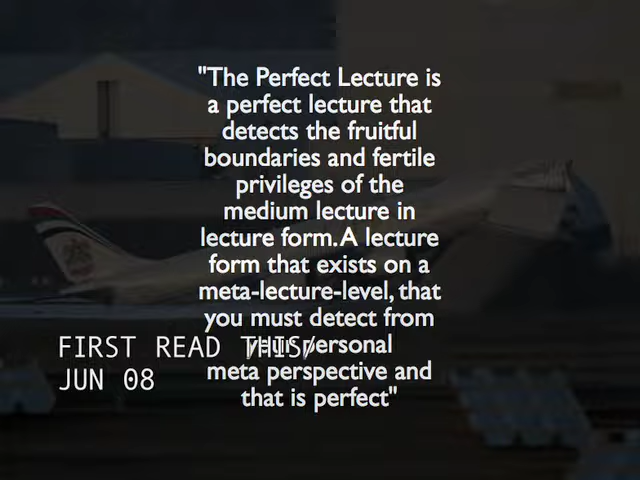 "The Perfect Lecture is
a perfect lecture that
detects the fruitful
boundaries and fertile
privileges of the
medium lecture in
lecture form. A lecture
form that exists on a
meta-lecture-level, that
you must detect from
your personal
meta perspective and
that is perfect"
FIRST READ THIS/
JUN 08